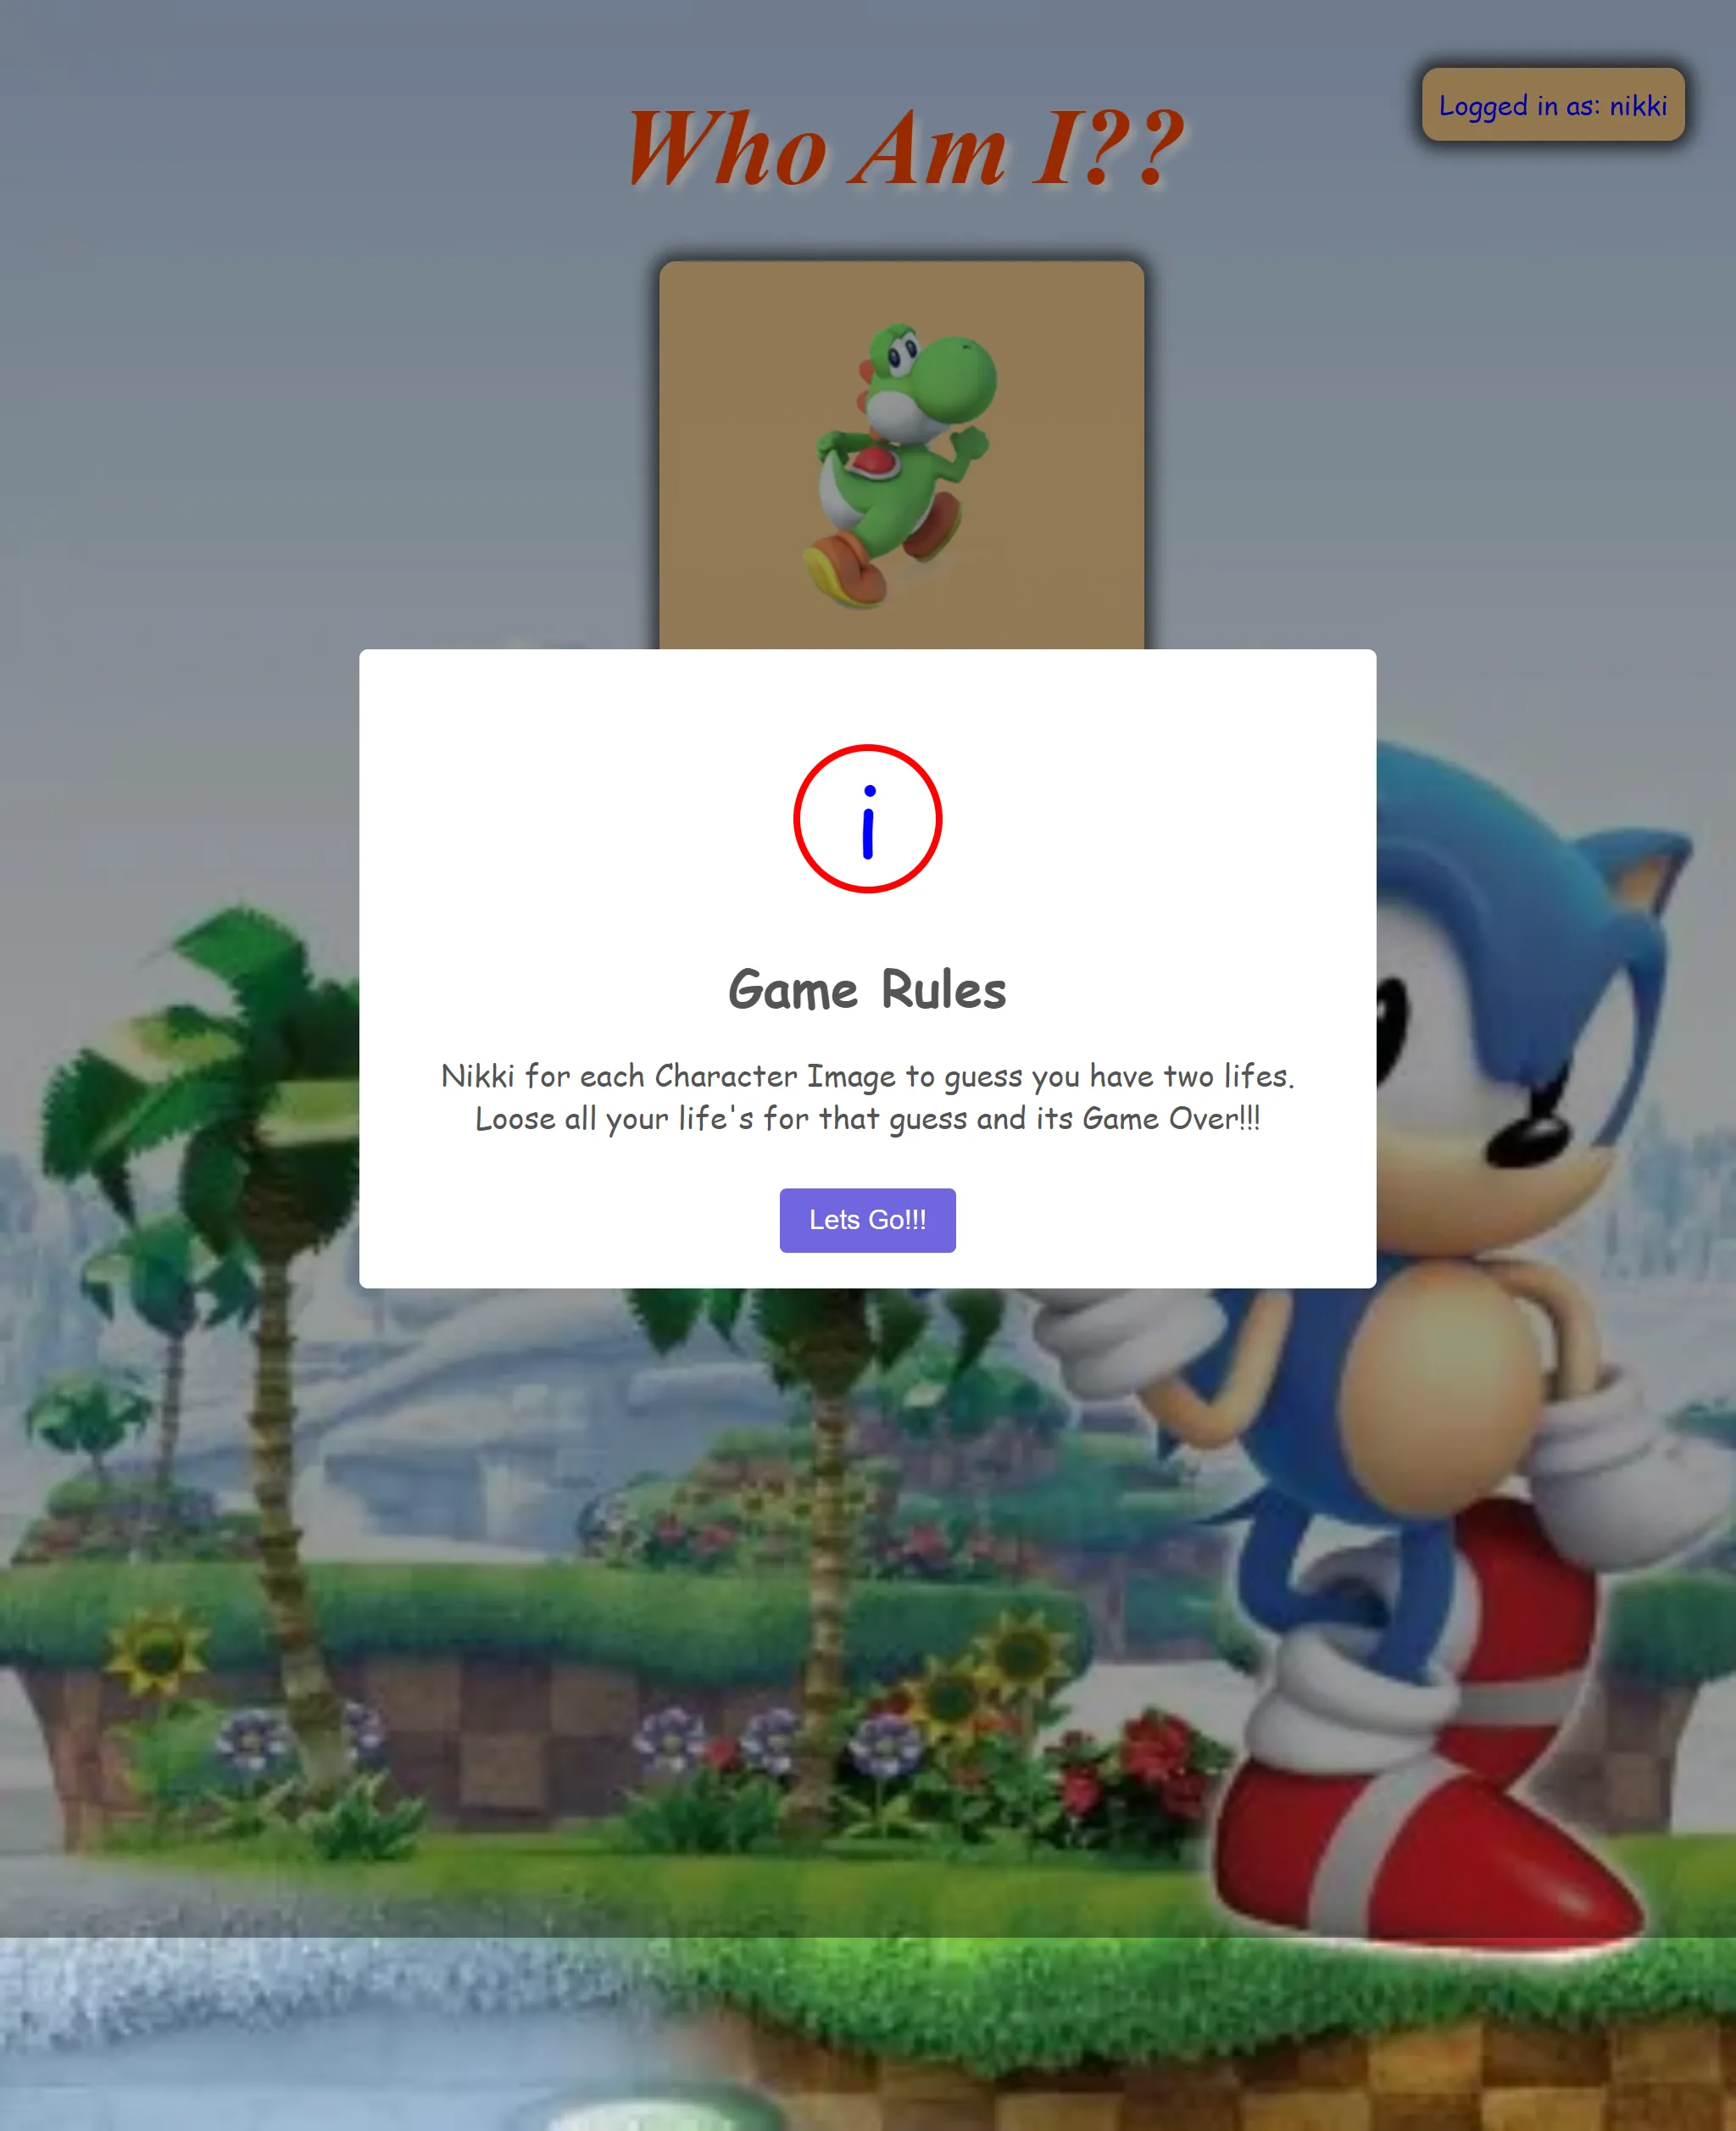 Logged in as: nikki
Who Am I??
i
Game Rules
Nikki for each Character Image to guess you have two lifes.
Loose all your life's for that guess and its Game Over!!!
Lets Go!!!